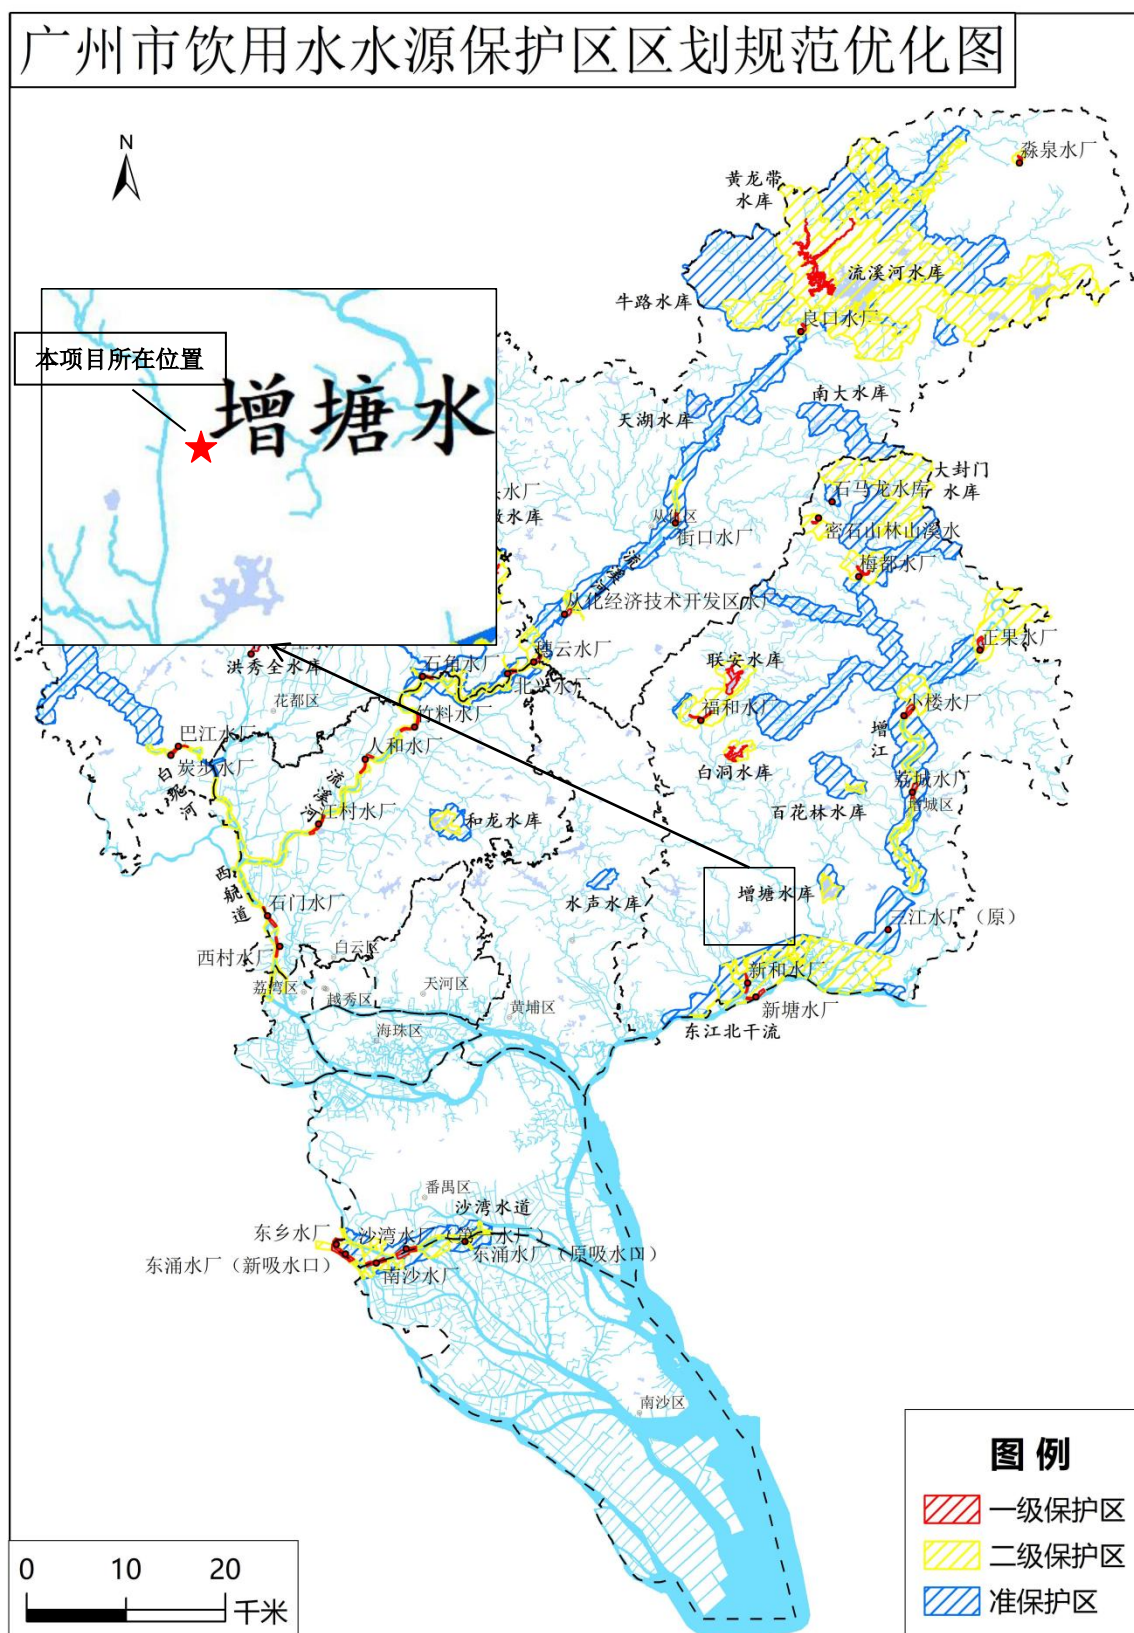 广州市饮用水水源保护区区划规范优化图
N
淼泉水厂
黄龙带
水库
流溪河水库
牛路水库
良口水厂
本项目所在位置
增塘水
南大水库
天湖水库
大封门
水库
石马龙水库
密石山林山溪水
从化区
街口水厂
梅都水厂
流溪河
从化经济技术开发区水厂
正果水厂
穗云水厂
石角水厂
北兴水厂
洪秀全水库
花都区
联安水库
福和水厂
小楼水厂
竹料水厂
巴江水厂
炭步水厂
白坭河
人和水厂
流溪河
白洞水库
增江
荔城水厂
增城区
百花林水库
江村水厂
和龙水库
西航道
水声水库
增塘水库
石门水厂
三江水厂（原）
西村水厂
白云区
荔湾区
越秀区
天河区
黄埔区
新和水厂
新塘水厂
海珠区
东江北干流
番禺区
沙湾水道
东乡水厂
东涌水厂（原吸水口）
东涌水厂（新吸水口）
南沙水厂
南沙区
图 例
一级保护区
二级保护区
准保护区
0 10 20
千米